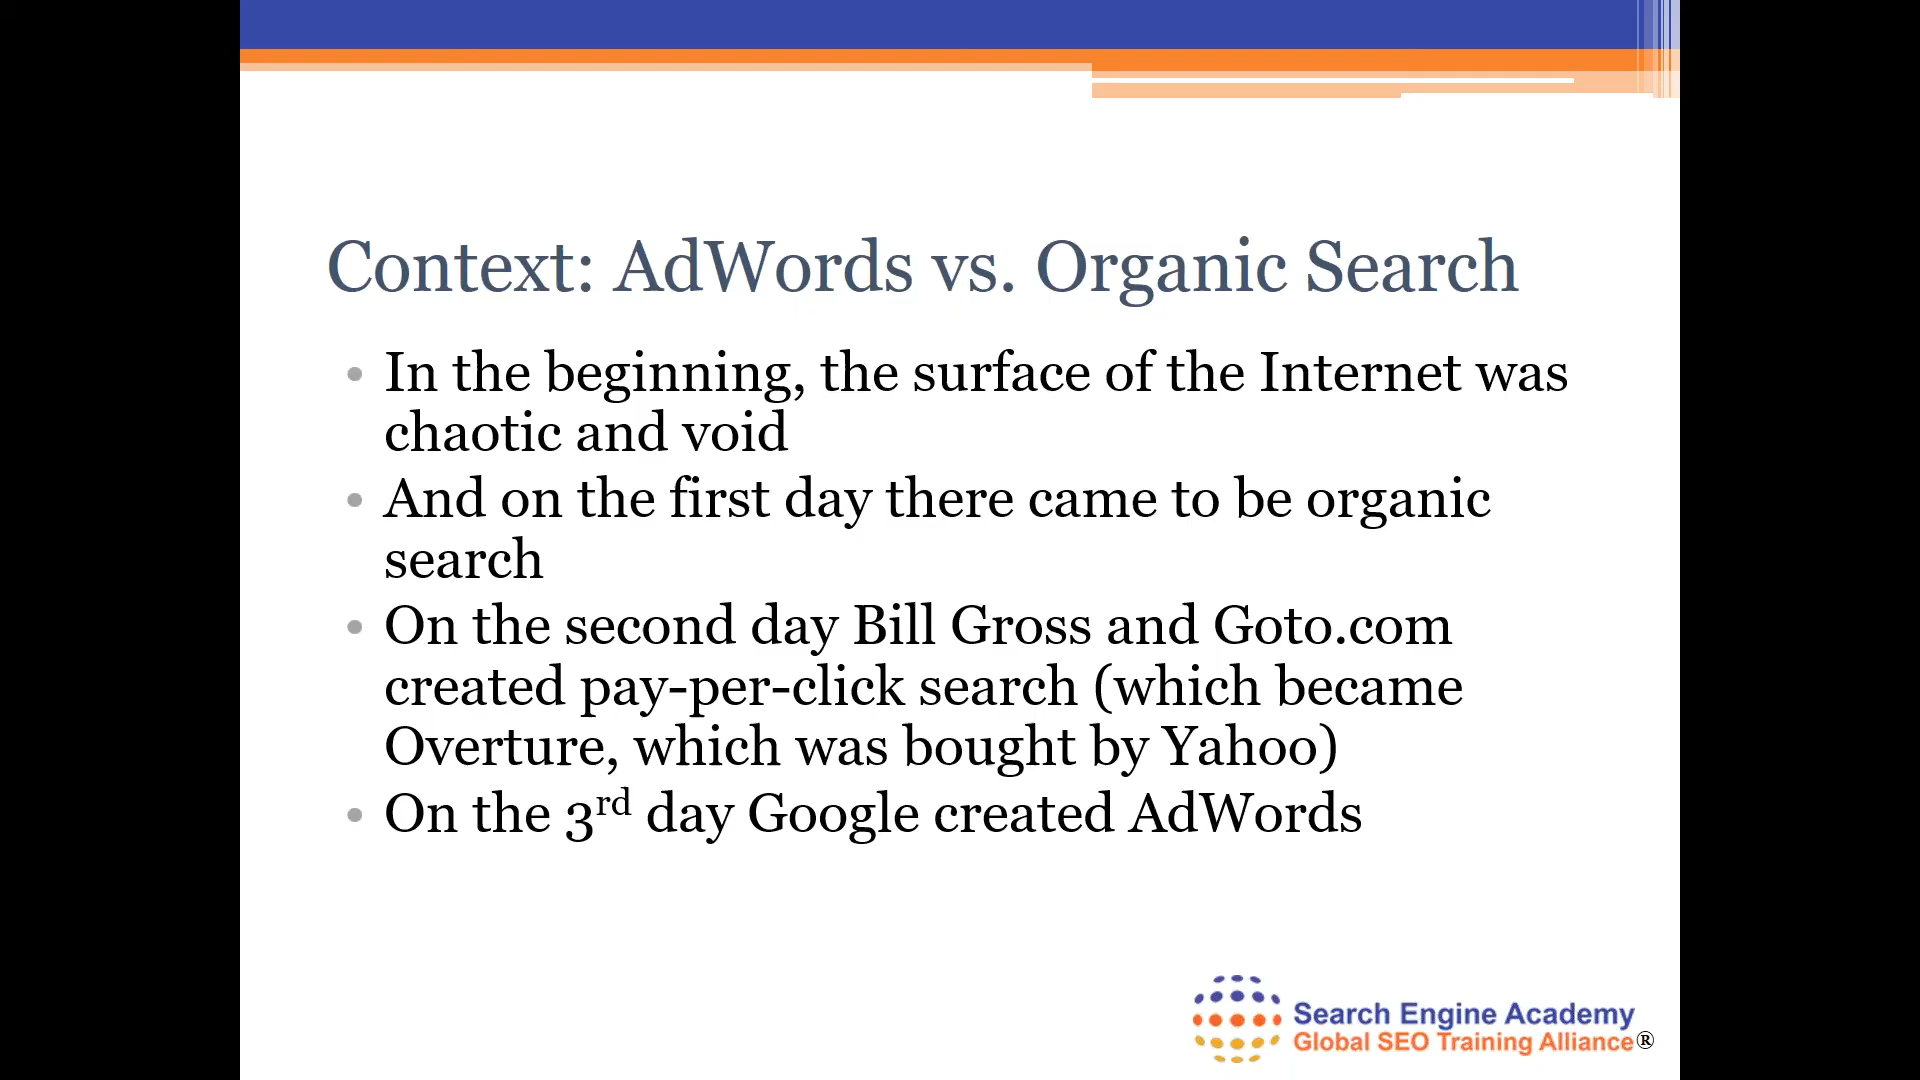 Context: AdWords vs. Organic Search
• In the beginning, the surface of the Internet was
chaotic and void
• And on the first day there came to be organic
search
• On the second day Bill Gross and Goto.com
created pay-per-click search (which became
Overture, which was bought by Yahoo)
• On the 3rd day Google created AdWords
Search Engine Academy
Global SEO Training Alliance®